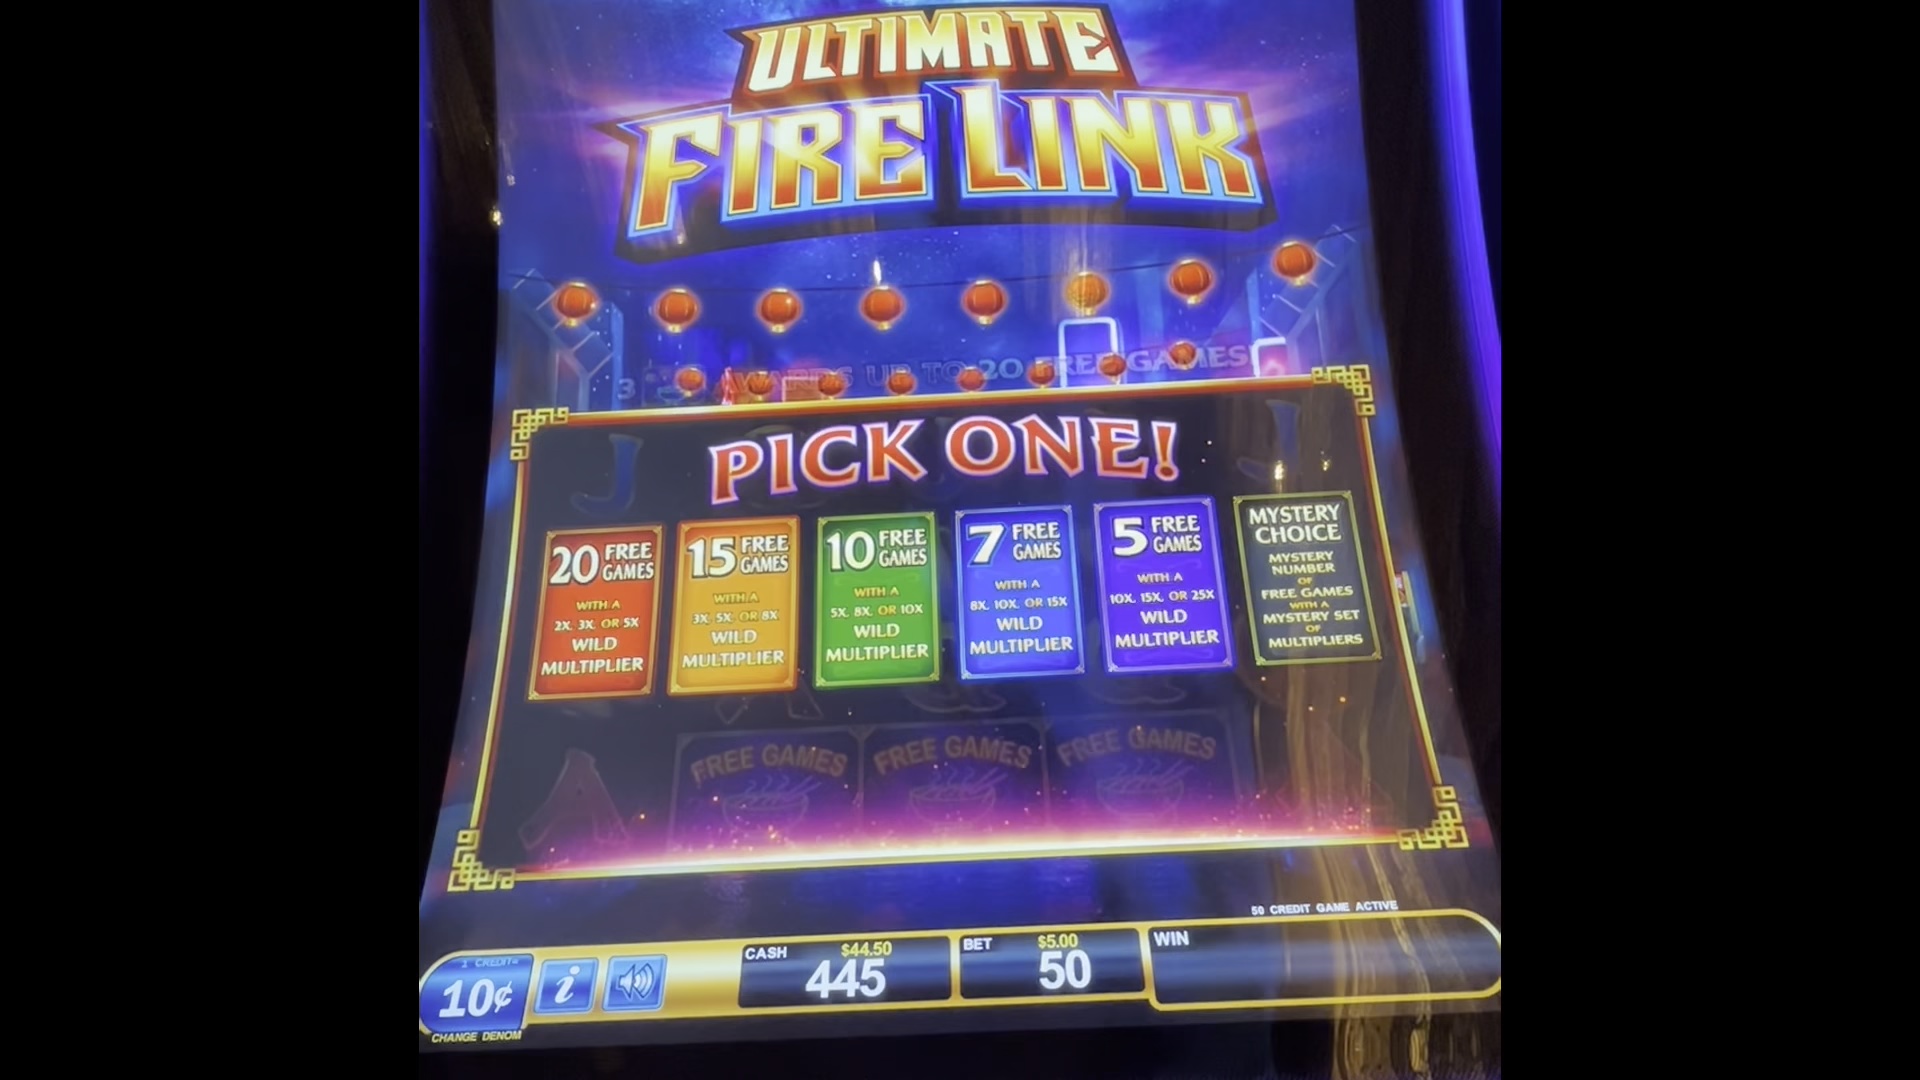 ULTIMATE
FIRE LINK
3
AWARDS UP TO 20 FREE GAMES!
J
J
PICK ONE!
20 FREE GAMES
WITH A
2X, 3X, OR 5X
WILD
MULTIPLIER
15 FREE GAMES
WITH A
3X, 5X, OR 8X
WILD
MULTIPLIER
10 FREE GAMES
WITH A
5X, 8X, OR 10X
WILD
MULTIPLIER
7 FREE GAMES
WITH A
8X, 10X, OR 15X
WILD
MULTIPLIER
5 FREE GAMES
WITH A
10X, 15X, OR 25X
WILD
MULTIPLIER
MYSTERY
CHOICE
MYSTERY
NUMBER
OF
FREE GAMES
WITH A
MYSTERY SET
OF
MULTIPLIERS
A
FREE GAMES
FREE GAMES
FREE GAMES
50 CREDIT GAME ACTIVE
1 CREDIT=
10¢
CHANGE DENOM
i
CASH
$44.50
445
BET
$5.00
50
WIN